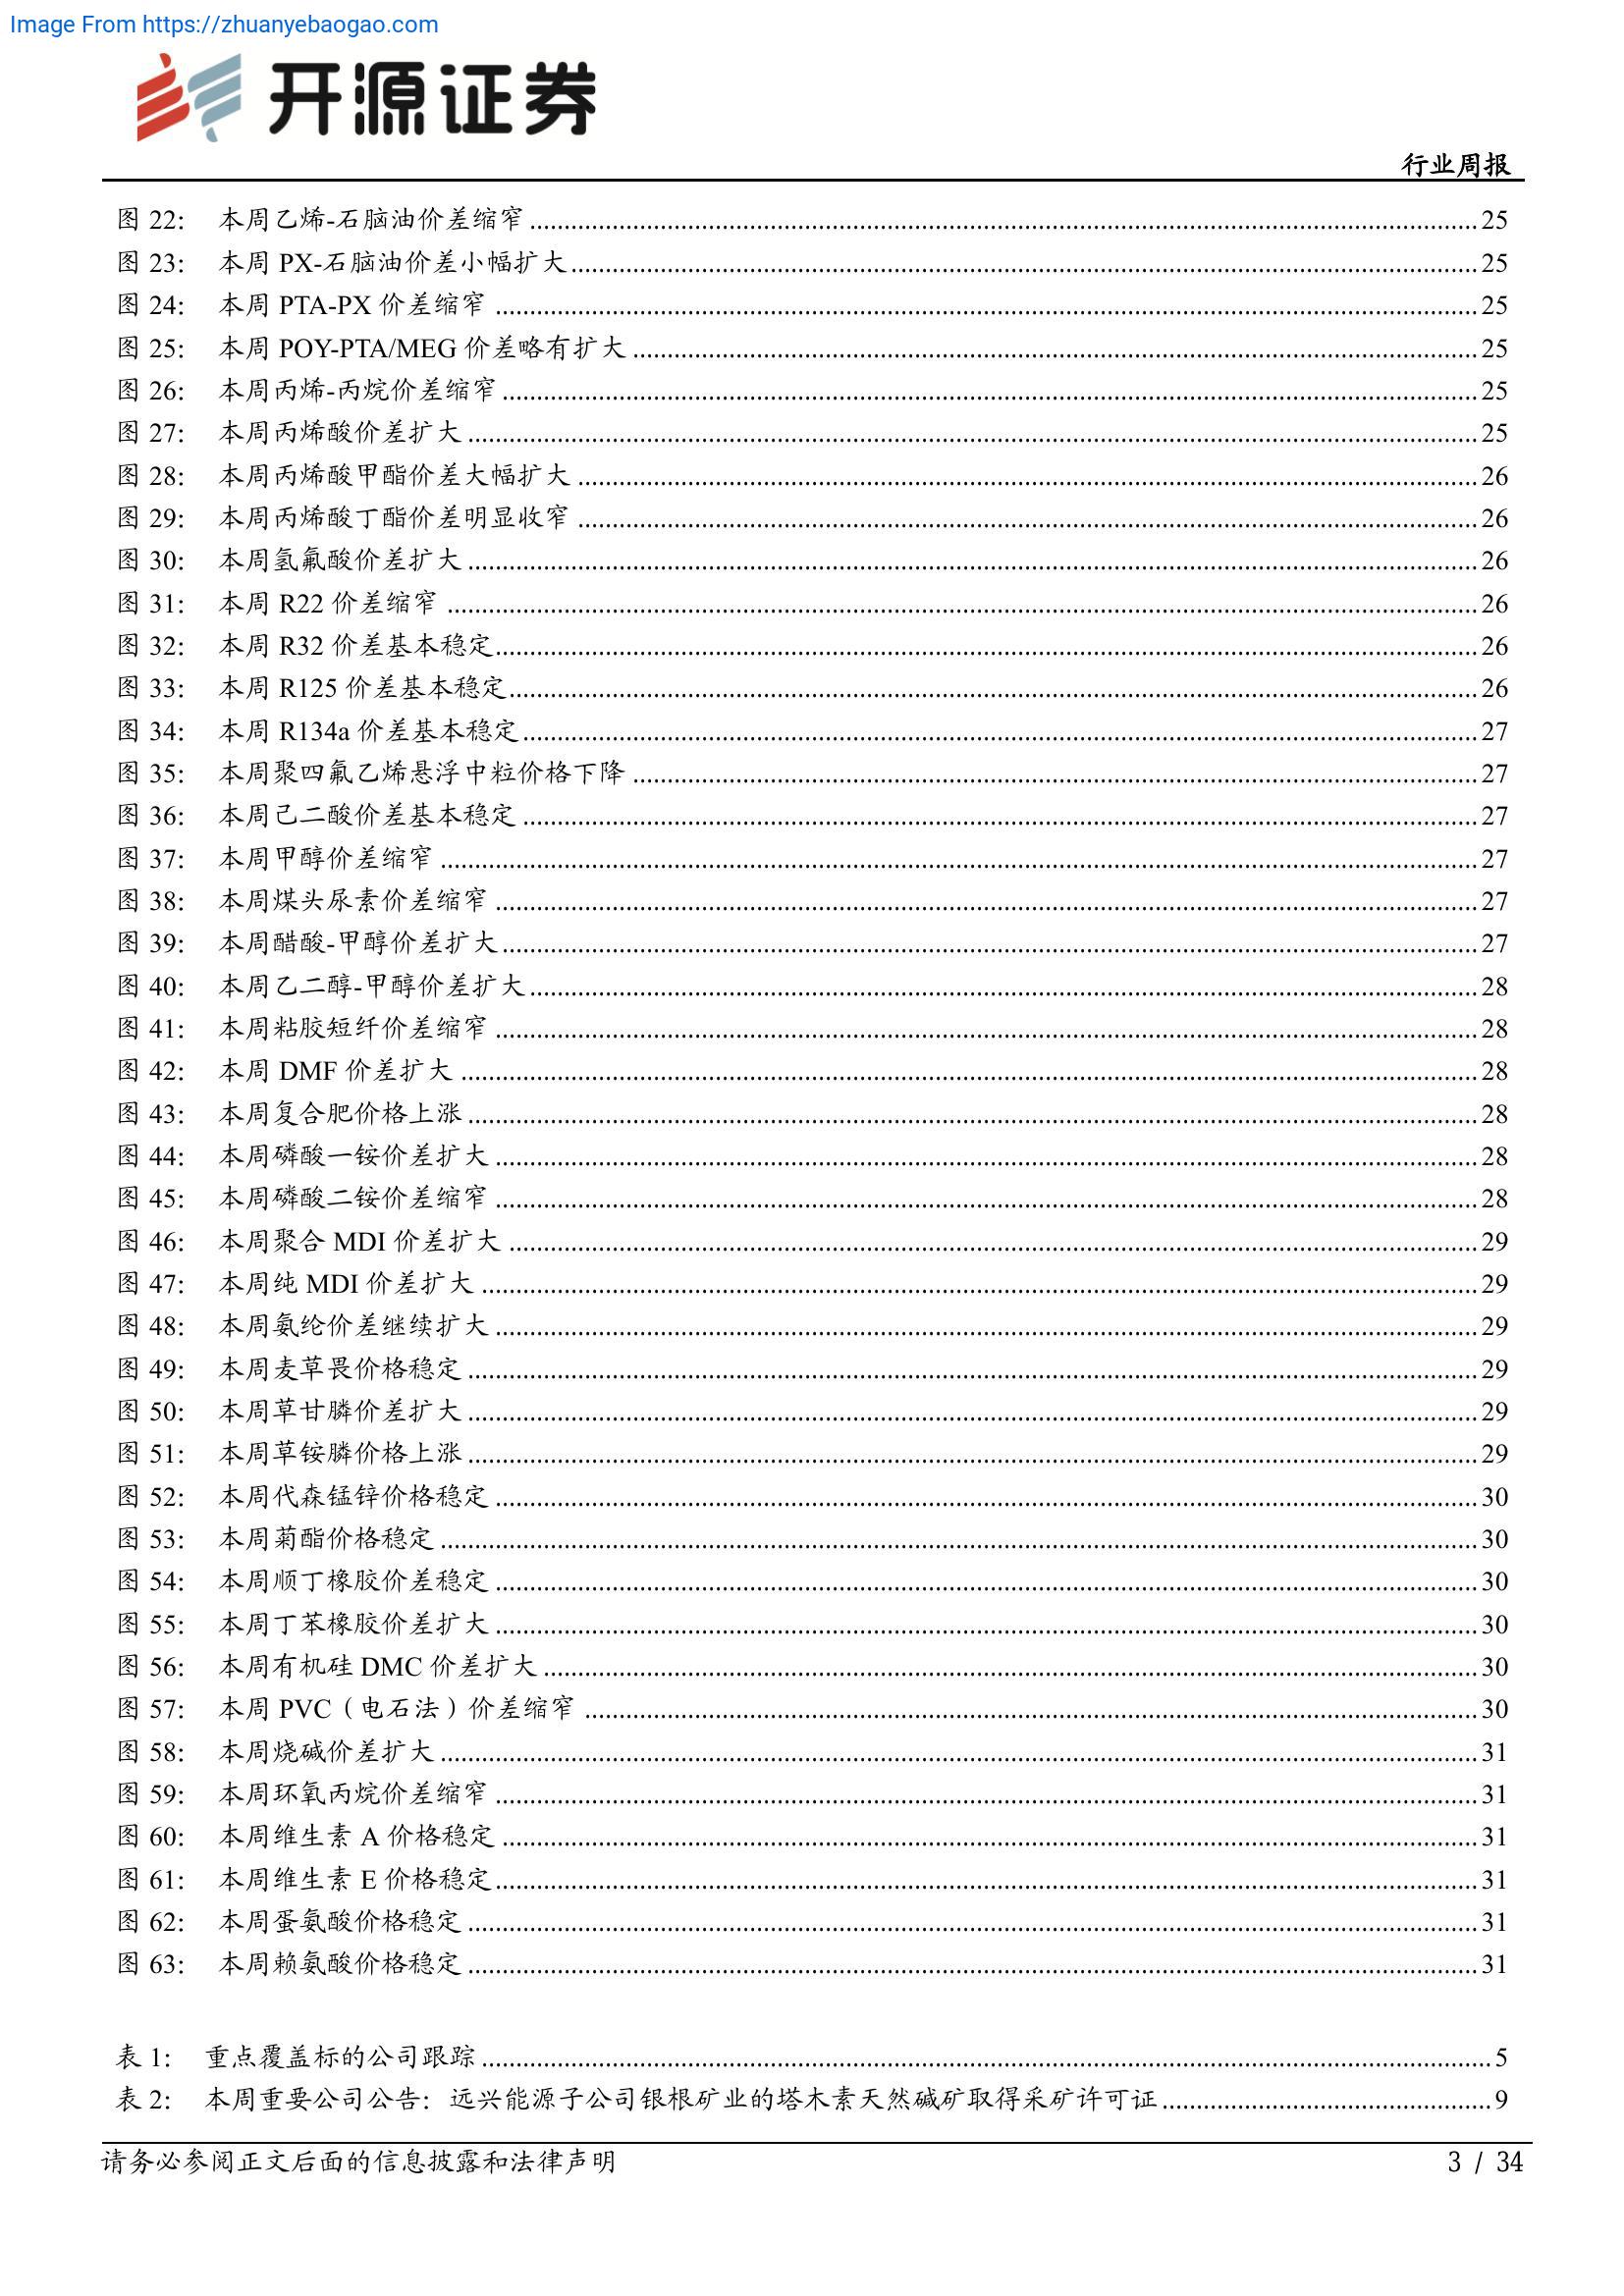 Image From https://zhuanyebaogao.com
开源证券
行业周报
图 22: 本周乙烯-石脑油价差缩窄 25
图 23: 本周 PX-石脑油价差小幅扩大 25
图 24: 本周 PTA-PX 价差缩窄 25
图 25: 本周 POY-PTA/MEG 价差略有扩大 25
图 26: 本周丙烯-丙烷价差缩窄 25
图 27: 本周丙烯酸价差扩大 25
图 28: 本周丙烯酸甲酯价差大幅扩大 26
图 29: 本周丙烯酸丁酯价差明显收窄 26
图 30: 本周氢氟酸价差扩大 26
图 31: 本周 R22 价差缩窄 26
图 32: 本周 R32 价差基本稳定 26
图 33: 本周 R125 价差基本稳定 26
图 34: 本周 R134a 价差基本稳定 27
图 35: 本周聚四氟乙烯悬浮中粒价格下降 27
图 36: 本周己二酸价差基本稳定 27
图 37: 本周甲醇价差缩窄 27
图 38: 本周煤头尿素价差缩窄 27
图 39: 本周醋酸-甲醇价差扩大 27
图 40: 本周乙二醇-甲醇价差扩大 28
图 41: 本周粘胶短纤价差缩窄 28
图 42: 本周 DMF 价差扩大 28
图 43: 本周复合肥价格上涨 28
图 44: 本周磷酸一铵价差扩大 28
图 45: 本周磷酸二铵价差缩窄 28
图 46: 本周聚合 MDI 价差扩大 29
图 47: 本周纯 MDI 价差扩大 29
图 48: 本周氨纶价差继续扩大 29
图 49: 本周麦草畏价格稳定 29
图 50: 本周草甘膦价差扩大 29
图 51: 本周草铵膦价格上涨 29
图 52: 本周代森锰锌价格稳定 30
图 53: 本周菊酯价格稳定 30
图 54: 本周顺丁橡胶价差稳定 30
图 55: 本周丁苯橡胶价差扩大 30
图 56: 本周有机硅 DMC 价差扩大 30
图 57: 本周 PVC（电石法）价差缩窄 30
图 58: 本周烧碱价差扩大 31
图 59: 本周环氧丙烷价差缩窄 31
图 60: 本周维生素 A 价格稳定 31
图 61: 本周维生素 E 价格稳定 31
图 62: 本周蛋氨酸价格稳定 31
图 63: 本周赖氨酸价格稳定 31
表 1: 重点覆盖标的公司跟踪 5
表 2: 本周重要公司公告：远兴能源子公司银根矿业的塔木素天然碱矿取得采矿许可证 9
请务必参阅正文后面的信息披露和法律声明 3 / 34